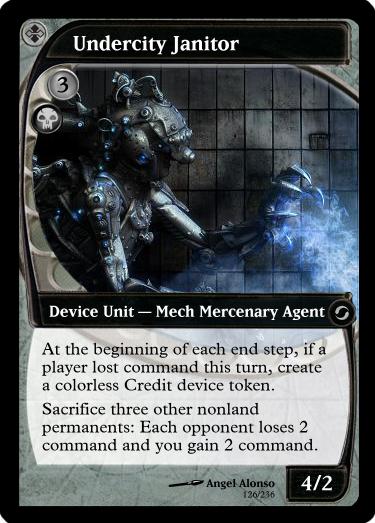 Undercity Janitor
3
Device Unit — Mech Mercenary Agent
At the beginning of each end step, if a
player lost command this turn, create
a colorless Credit device token.
Sacrifice three other nonland
permanents: Each opponent loses 2
command and you gain 2 command.
Angel Alonso
126/236
4/2